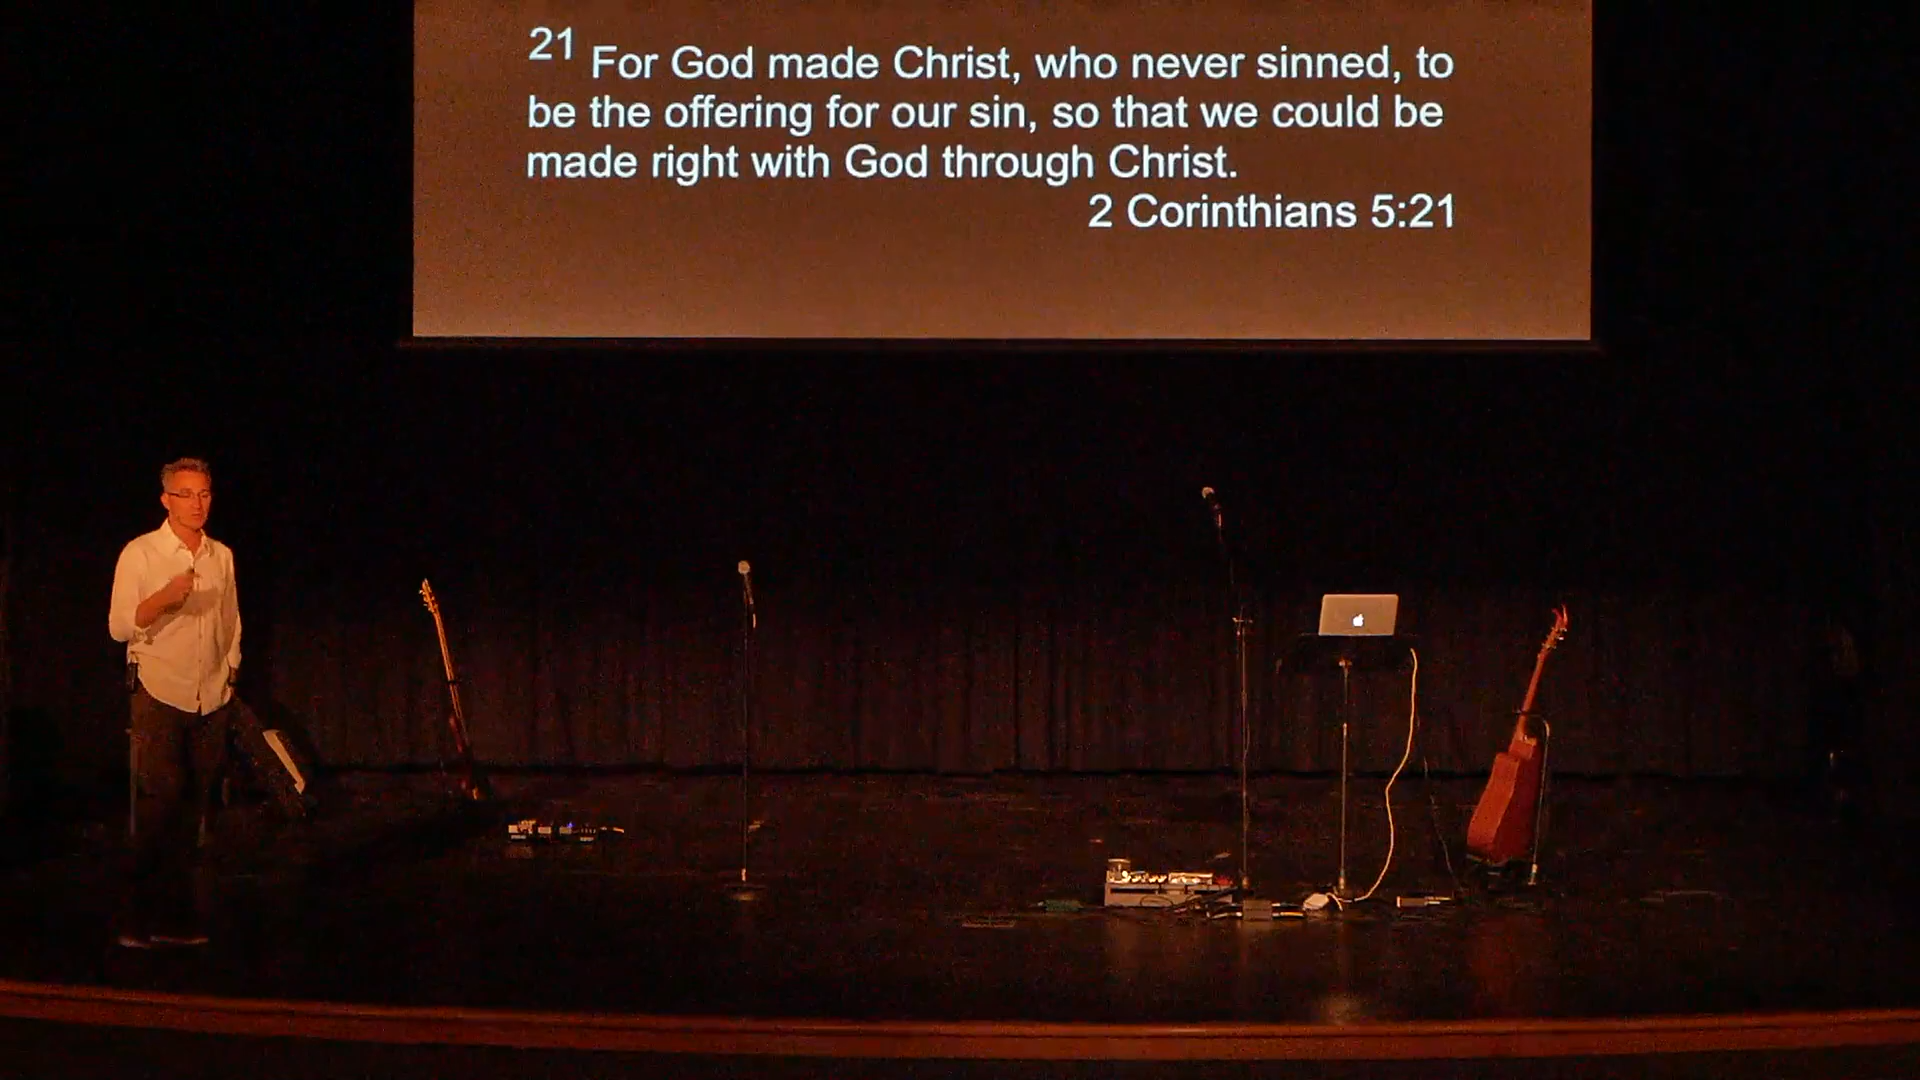 21 For God made Christ, who never sinned, to
be the offering for our sin, so that we could be
made right with God through Christ.
2 Corinthians 5:21